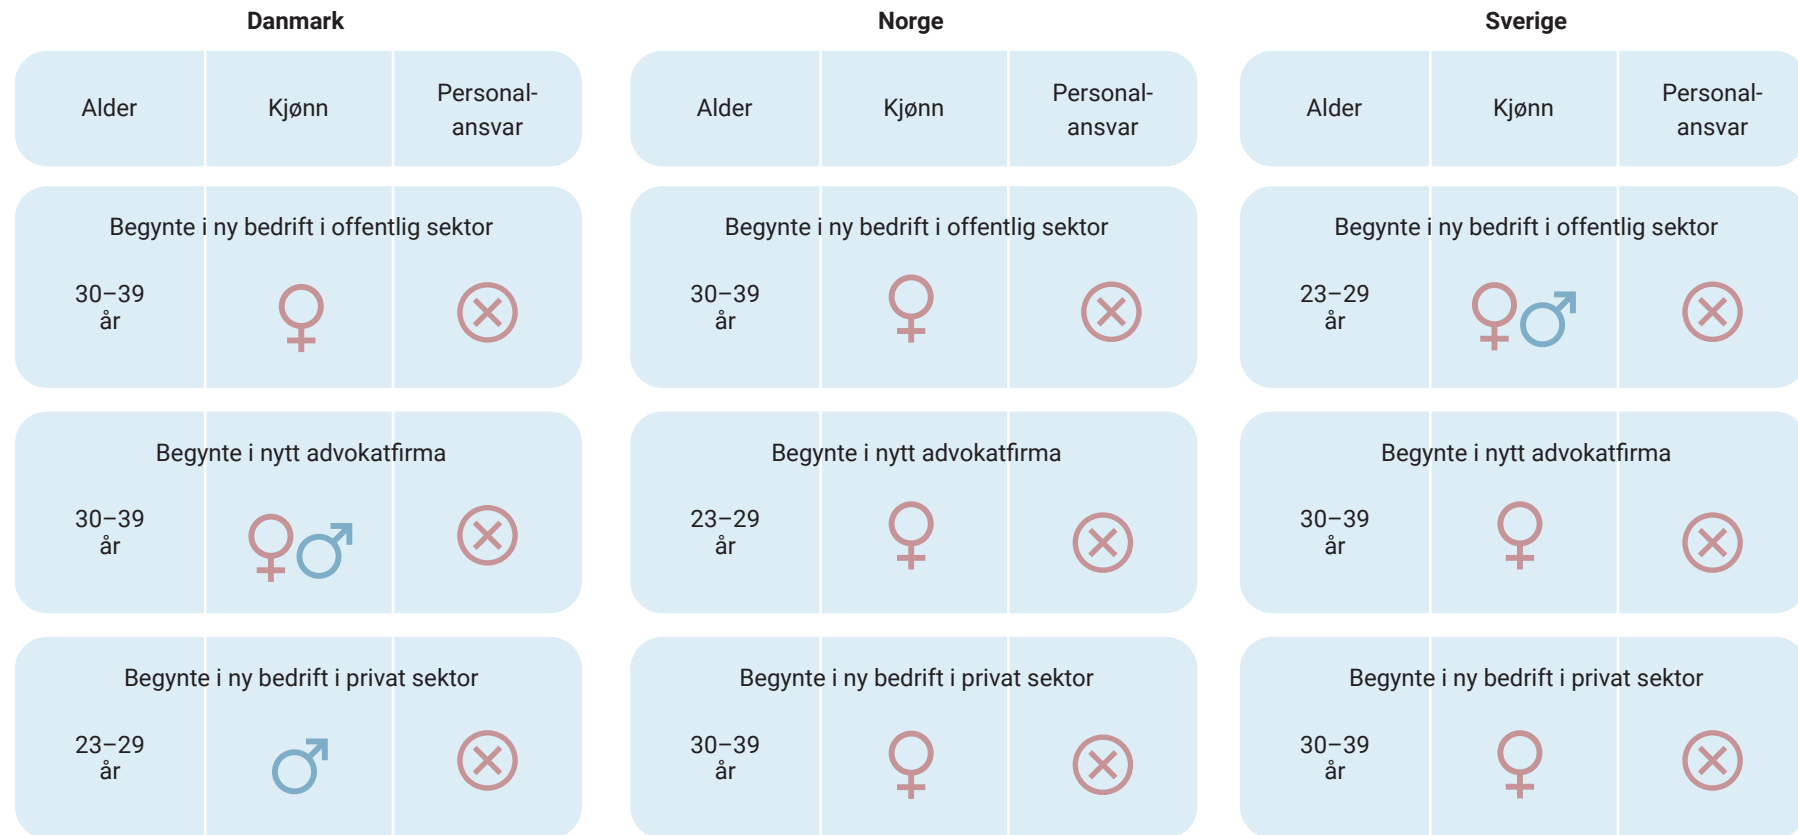 Danmark
Alder
Kjønn
Personal-
ansvar
Begynte i ny bedrift i offentlig sektor
30–39
år
Begynte i nytt advokatfirma
30–39
år
Begynte i ny bedrift i privat sektor
23–29
år
Norge
Alder
Kjønn
Personal-
ansvar
Begynte i ny bedrift i offentlig sektor
30–39
år
Begynte i nytt advokatfirma
23–29
år
Begynte i ny bedrift i privat sektor
30–39
år
Sverige
Alder
Kjønn
Personal-
ansvar
Begynte i ny bedrift i offentlig sektor
23–29
år
Begynte i nytt advokatfirma
30–39
år
Begynte i ny bedrift i privat sektor
30–39
år